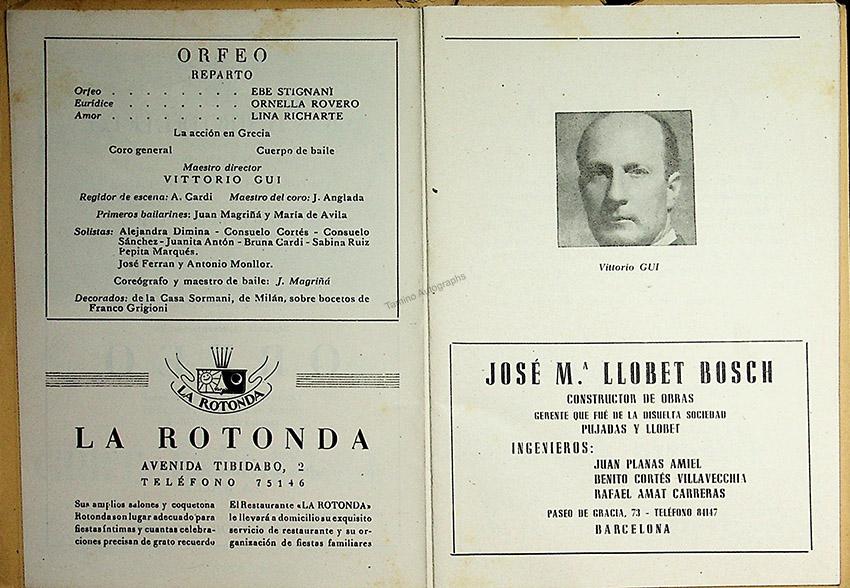 ORFEO
REPARTO
Orfeo . . . . . . . . EBE STIGNANI
Eurídice . . . . . . . . ORNELLA ROVERO
Amor . . . . . . . . LINA RICHARTE
La acción en Grecia
Coro general Cuerpo de baile
Maestro director
VITTORIO GUI
Regidor de escena: A. Cardi Maestro del coro: J. Anglada
Primeros bailarines: Juan Magriñá y María de Avila
Solistas: Alejandra Dimina - Consuelo Cortés - Consuelo
Sánchez - Juanita Antón - Bruna Cardi - Sabina Ruiz
Pepita Marqués.
José Ferran y Antonio Monllor.
Coreógrafo y maestro de baile: J. Magriñá
Decorados: de la Casa Sormani, de Milán, sobre bocetos de
Franco Grigioni
LA ROTONDA
LA ROTONDA
AVENIDA TIBIDABO, 2
TELÉFONO 75146
Sus amplios salones y coquetona
Rotonda son lugar adecuado para
fiestas íntimas y cuantas celebra-
ciones precisan de grato recuerdo
El Restaurante «LA ROTONDA»
le llevará a domicilio su exquisito
servicio de restaurante y su or-
ganización de fiestas familiares
Tamino Autographs
Vittorio GUI
JOSÉ M.ª LLOBET BOSCH
CONSTRUCTOR DE OBRAS
GERENTE QUE FUÉ DE LA DISUELTA SOCIEDAD
PUJADAS Y LLOBET
INGENIEROS:
JUAN PLANAS AMIEL
BENITO CORTÉS VILLAVECCHIA
RAFAEL AMAT CARRERAS
PASEO DE GRACIA, 73 - TELÉFONO 81147
BARCELONA